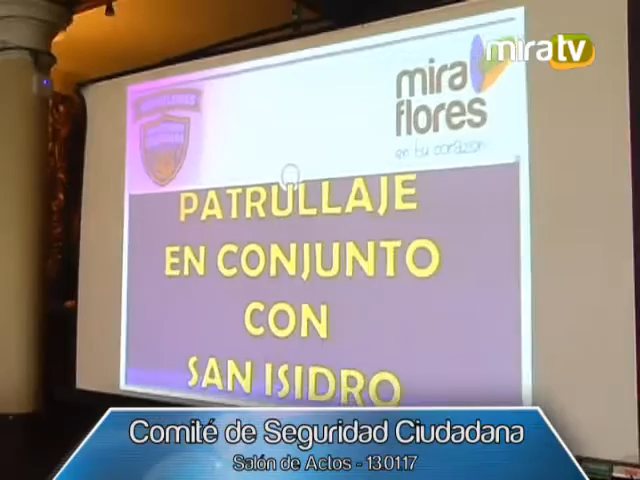 miratv
mira
flores
en tu corazón
PATRULLAJE
EN CONJUNTO
CON
SAN ISIDRO
Comité de Seguridad Ciudadana
Salón de Actos - 130117